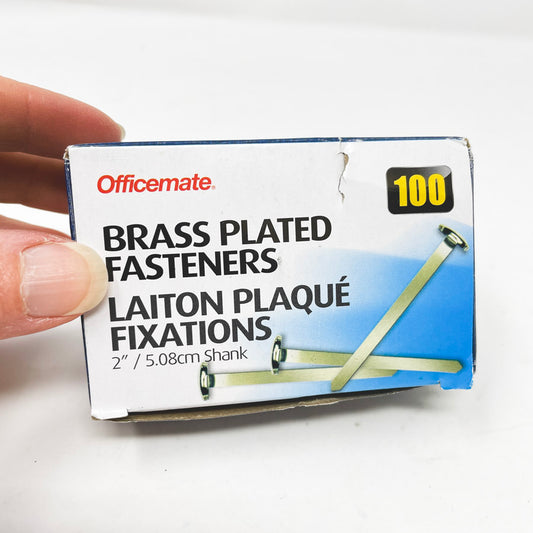 Officemate®
100
BRASS PLATED
FASTENERS
LAITON PLAQUÉ
FIXATIONS
2” / 5.08cm Shank